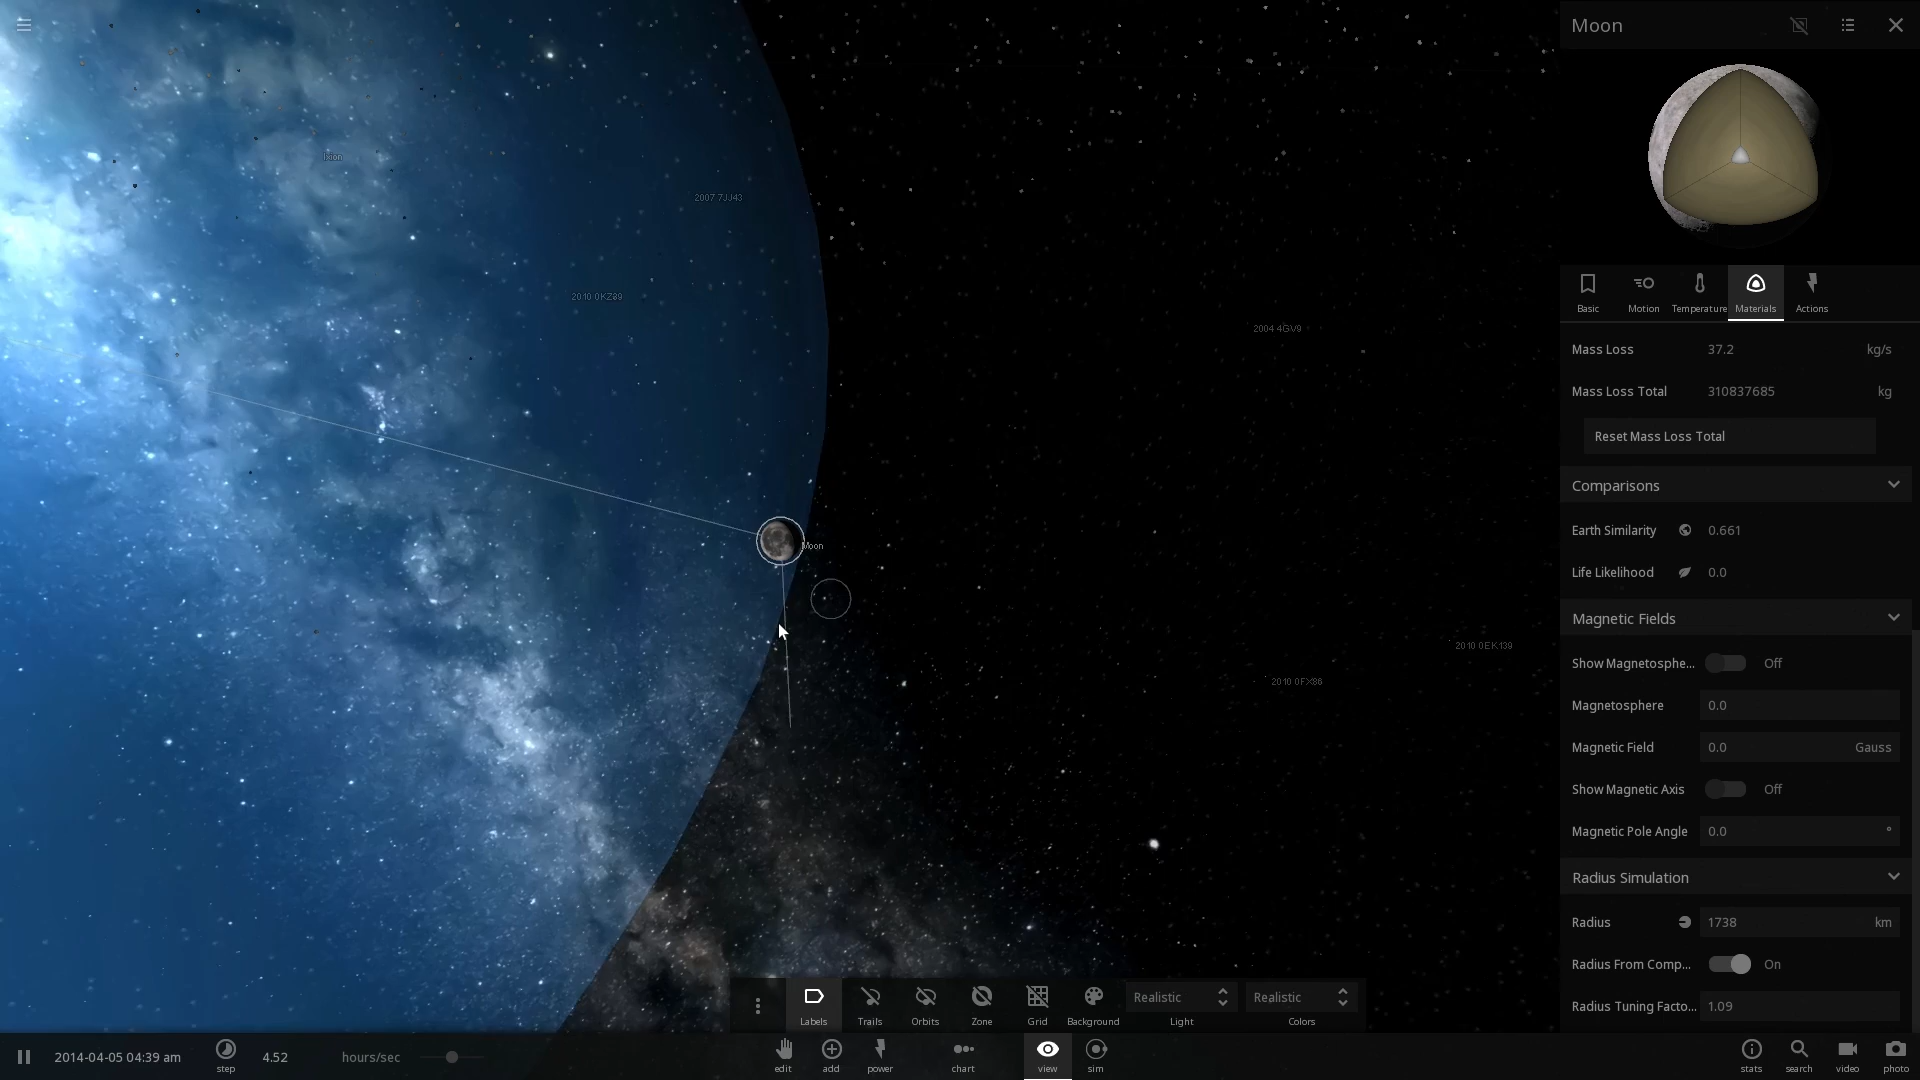 Moon
Ixion
2007 7JJ43
2010 0KZ39
2004 4GV9
Moon
2010 0EK139
2010 0FX86
Basic
Motion
Temperature
Materials
Actions
Mass Loss 37.2 kg/s
Mass Loss Total 310837685 kg
Reset Mass Loss Total
Comparisons
Earth Similarity 0.661
Life Likelihood 0.0
Magnetic Fields
Show Magnetosphe... Off
Magnetosphere 0.0
Magnetic Field 0.0 Gauss
Show Magnetic Axis Off
Magnetic Pole Angle 0.0 °
Radius Simulation
Radius 1738 km
Radius From Comp... On
Radius Tuning Facto... 1.09
Labels
Trails
Orbits
Zone
Grid
Background
Realistic
Light
Realistic
Colors
2014-04-05 04:39 am
step
4.52 hours/sec
edit
add
power
chart
view
sim
stats
search
video
photo